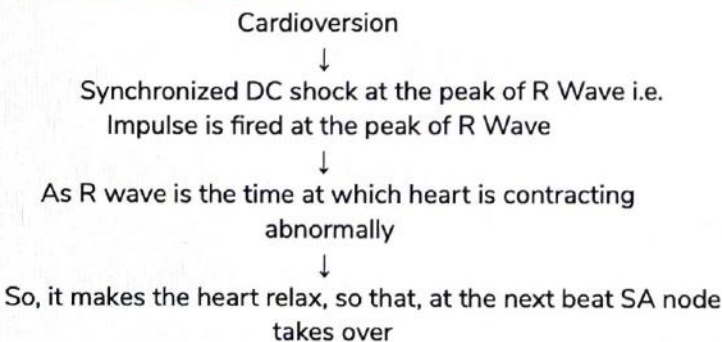 Cardioversion
↓
Synchronized DC shock at the peak of R Wave i.e.
Impulse is fired at the peak of R Wave
↓
As R wave is the time at which heart is contracting
abnormally
↓
So, it makes the heart relax, so that, at the next beat SA node
takes over